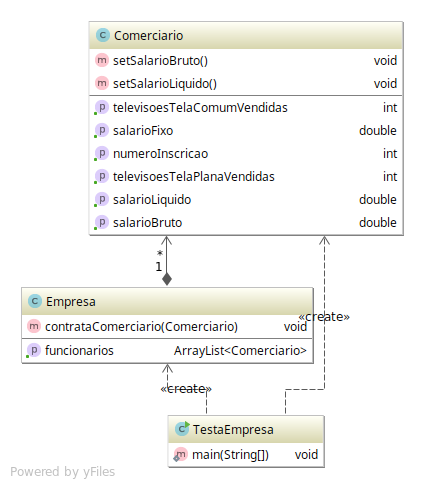 Comerciario
setSalarioBruto() void
setSalarioLiquido() void
televisoesTelaComumVendidas int
salarioFixo double
numeroInscricao int
televisoesTelaPlanaVendidas int
salarioLiquido double
salarioBruto double
*
1
Empresa
contrataComerciario(Comerciario) void
«create»
funcionarios ArrayList<Comerciario>
«create»
TestaEmpresa
main(String[]) void
Powered by yFiles